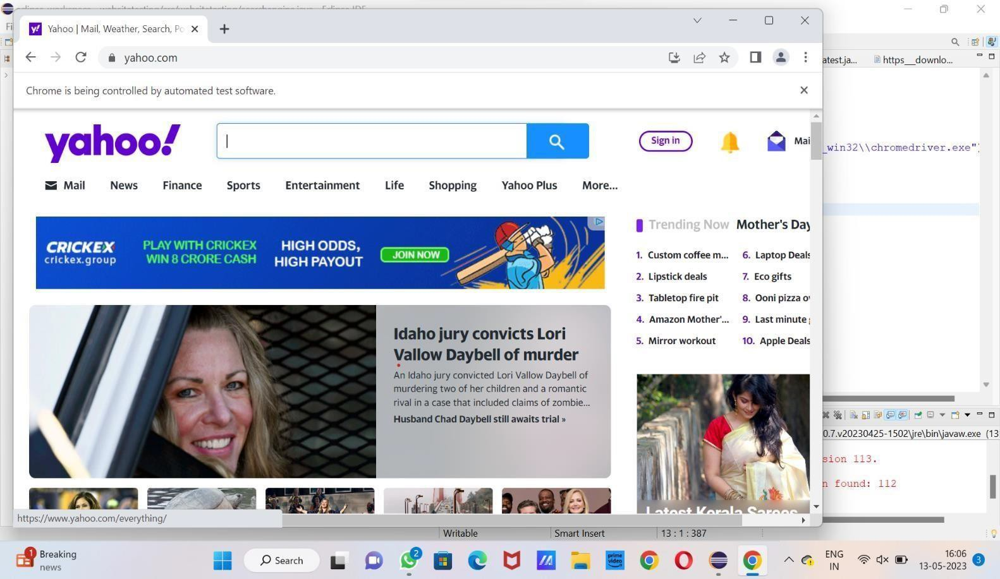 Yahoo | Mail, Weather, Search, Po
yahoo.com
atest.ja...
https__downlo...
Chrome is being controlled by automated test software.
yahoo!
Sign in
Mai
_win32\\chromedriver.exe"
Mail
News
Finance
Sports
Entertainment
Life
Shopping
Yahoo Plus
More...
CRICKEX
crickex.group
PLAY WITH CRICKEX
WIN 8 CRORE CASH
HIGH ODDS,
HIGH PAYOUT
JOIN NOW
Trending Now
Mother's Day
1. Custom coffee m...
6. Laptop Deals
2. Lipstick deals
7. Eco gifts
3. Tabletop fire pit
8. Ooni pizza ov
4. Amazon Mother'...
9. Last minute
5. Mirror workout
10. Apple Deals
Idaho jury convicts Lori
Vallow Daybell of murder
An Idaho jury convicted Lori Vallow Daybell of
murdering two of her children and a romantic
rival in a case that included claims of zombie...
Husband Chad Daybell still awaits trial »
Latest Kerala Sarees
0.7.v20230425-1502\jre\bin\javaw.exe (13
sion 113.
n found: 112
https://www.yahoo.com/everything/
Writable
Smart Insert
13 : 1 : 387
1
Breaking
news
Search
2
prime
video
ENG
IN
16:06
13-05-2023
3